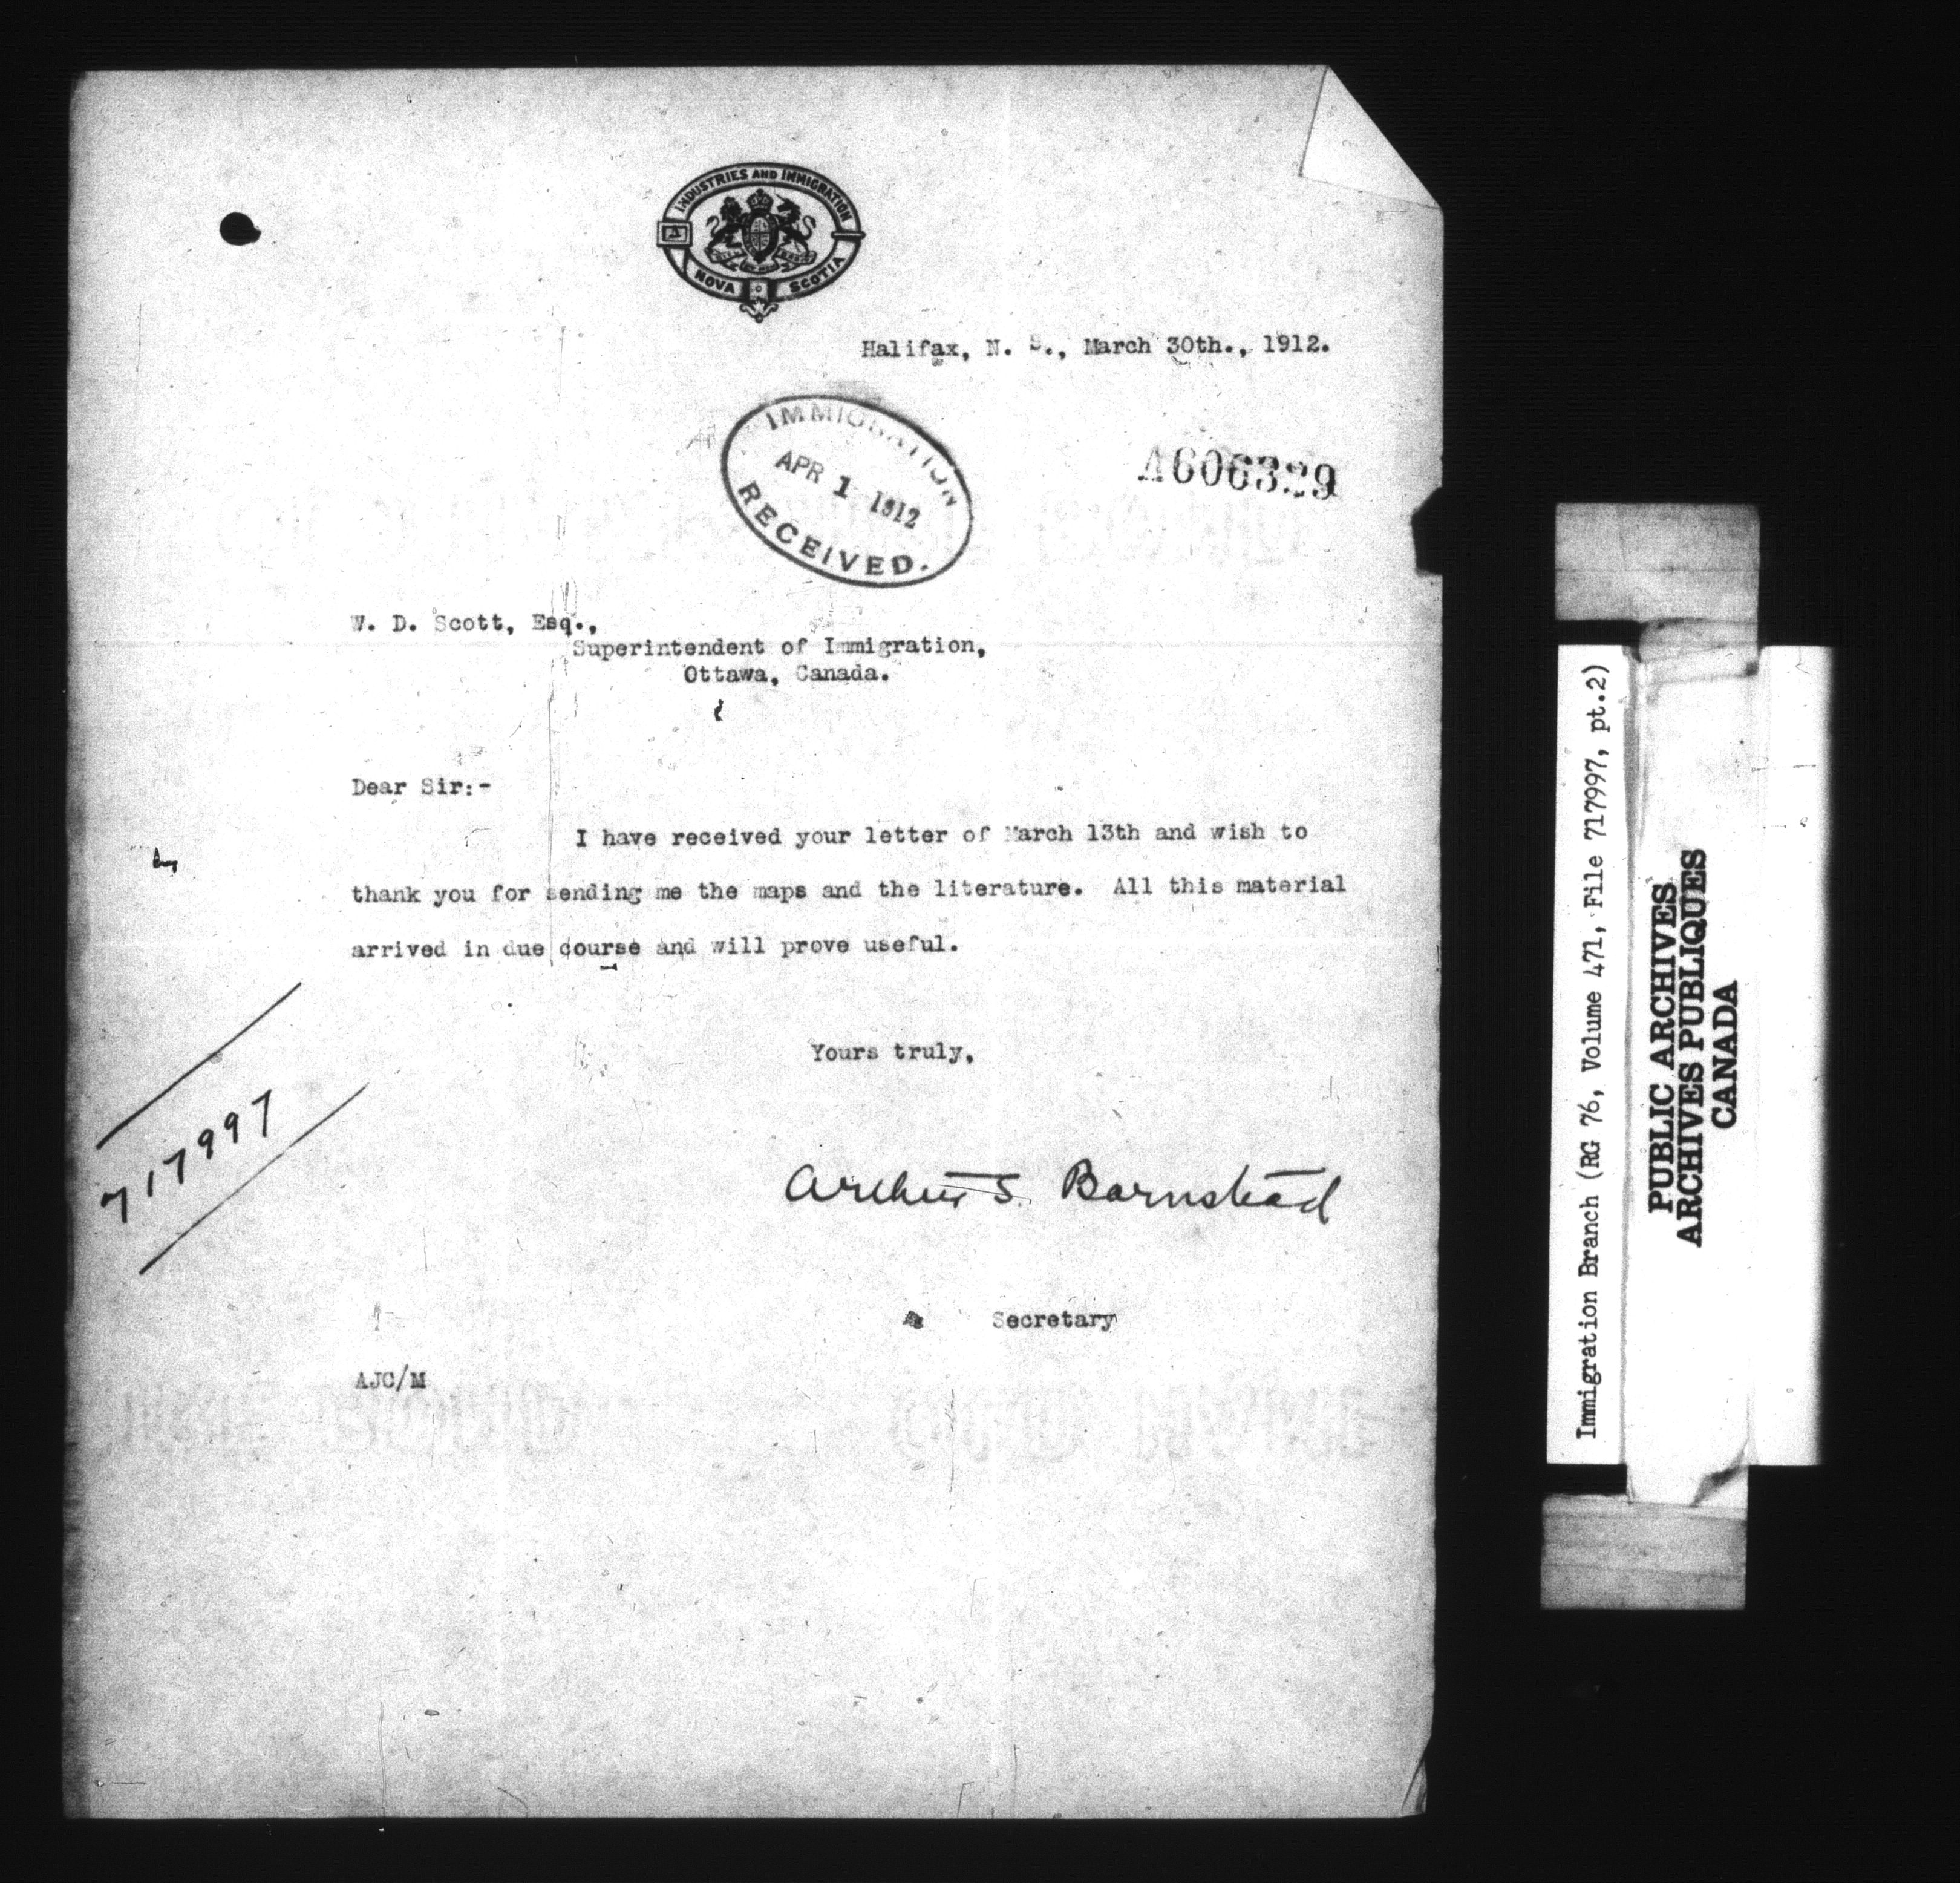 INDUSTRIES AND IMMIGRATION
NOVA SCOTIA
Halifax, N. S., March 30th., 1912.
IMMIGRATION
APR 1 1912
RECEIVED.
A606329
W. D. Scott, Esq.,
Superintendent of Immigration,
Ottawa, Canada.
Dear Sir:-
I have received your letter of March 13th and wish to
thank you for sending me the maps and the literature. All this material
arrived in due course and will prove useful.
Yours truly,
717997
Arthur S. Barnstead
Secretary
AJC/M
Immigration Branch (RG 76, Volume 471, File 717997, pt.2)
PUBLIC ARCHIVES
ARCHIVES PUBLIQUES
CANADA